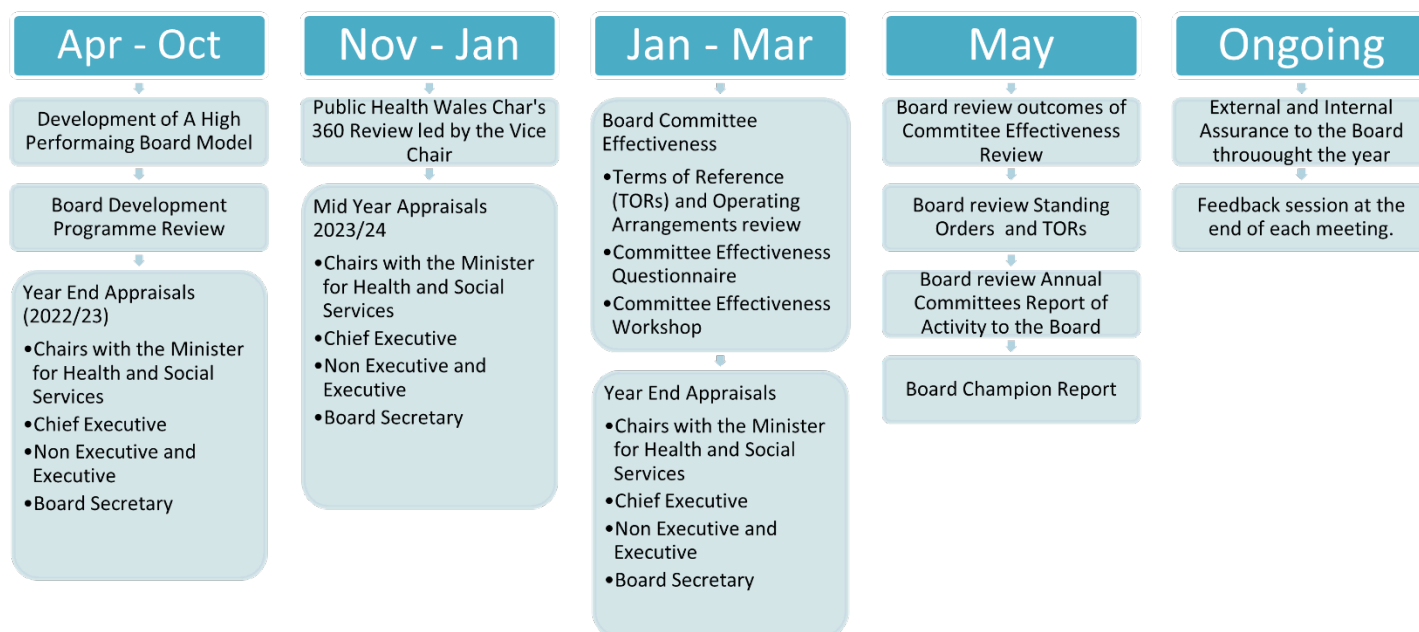 Apr - Oct
Development of A High
Performaing Board Model
Board Development
Programme Review
Year End Appraisals
(2022/23)
•Chairs with the Minister
for Health and Social
Services
•Chief Executive
•Non Executive and
Executive
•Board Secretary
Nov - Jan
Public Health Wales Char's
360 Review led by the Vice
Chair
Mid Year Appraisals
2023/24
•Chairs with the Minister
for Health and Social
Services
•Chief Executive
•Non Executive and
Executive
•Board Secretary
Jan - Mar
Board Committee
Effectiveness
•Terms of Reference
(TORs) and Operating
Arrangements review
•Committee Effectiveness
Questionnaire
•Committee Effectiveness
Workshop
Year End Appraisals
•Chairs with the Minister
for Health and Social
Services
•Chief Executive
•Non Executive and
Executive
•Board Secretary
May
Board review outcomes of
Commtitee Effectiveness
Review
Board review Standing
Orders and TORs
Board review Annual
Committees Report of
Activity to the Board
Board Champion Report
Ongoing
External and Internal
Assurance to the Board
throuought the year
Feedback session at the
end of each meeting.